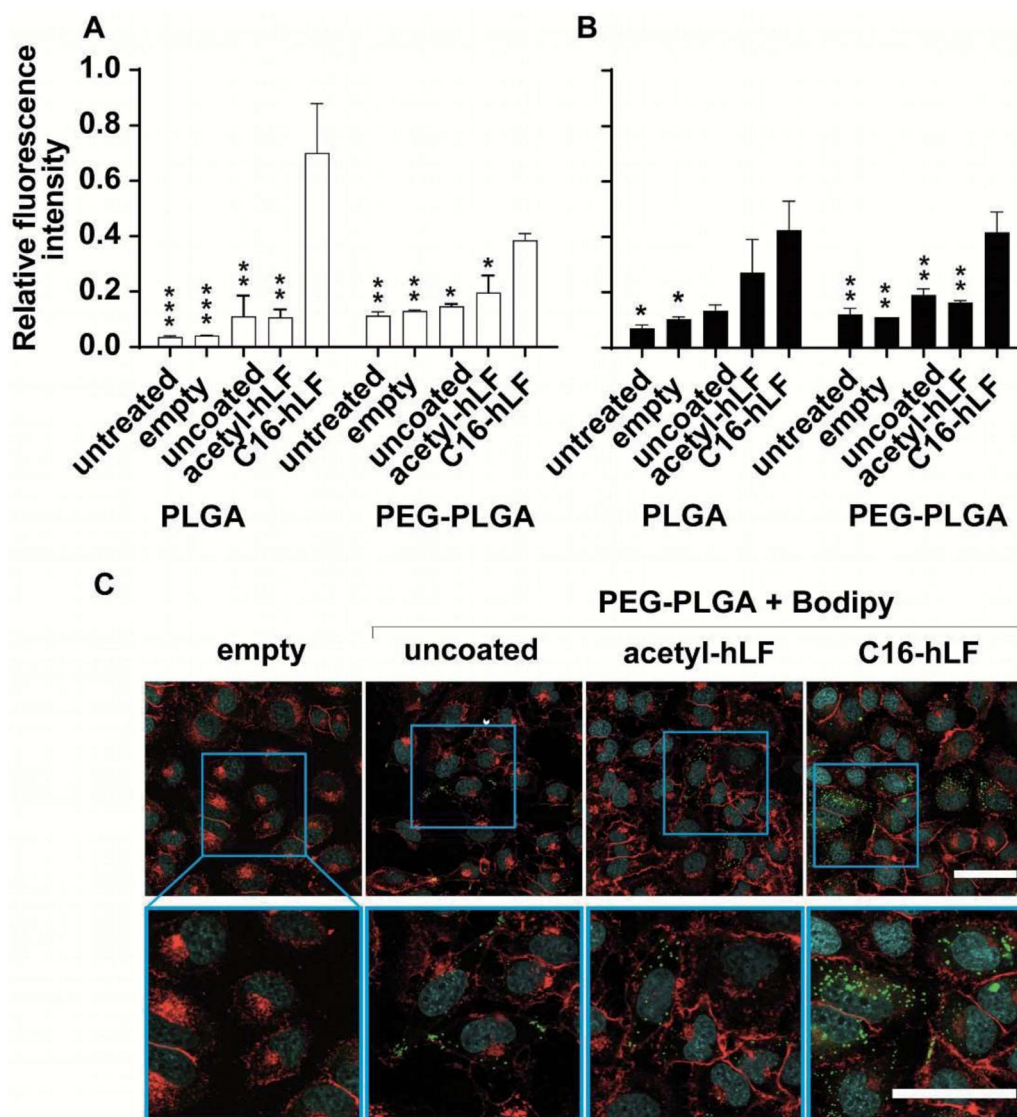 A
B
Relative fluorescence
intensity
1.0
0.8
0.6
0.4
0.2
0.0
***
***
**
**
**
**
*
*
*
*
**
**
**
**
untreated
empty
uncoated
acetyl-hLF
C16-hLF
untreated
empty
uncoated
acetyl-hLF
C16-hLF
untreated
empty
uncoated
acetyl-hLF
C16-hLF
untreated
empty
uncoated
acetyl-hLF
C16-hLF
PLGA
PEG-PLGA
PLGA
PEG-PLGA
C
PEG-PLGA + Bodipy
empty
uncoated
acetyl-hLF
C16-hLF